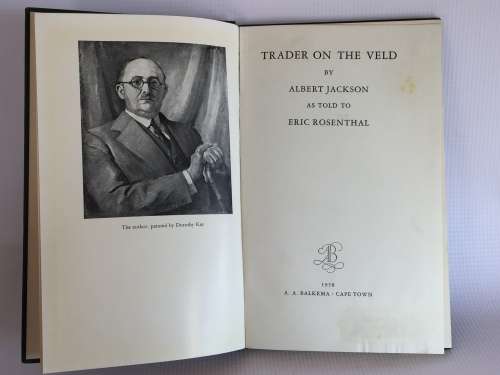 The author, painted by Dorothy Kay
TRADER ON THE VELD
BY
ALBERT JACKSON
AS TOLD TO
ERIC ROSENTHAL
AB
1958
A. A. BALKEMA · CAPE TOWN